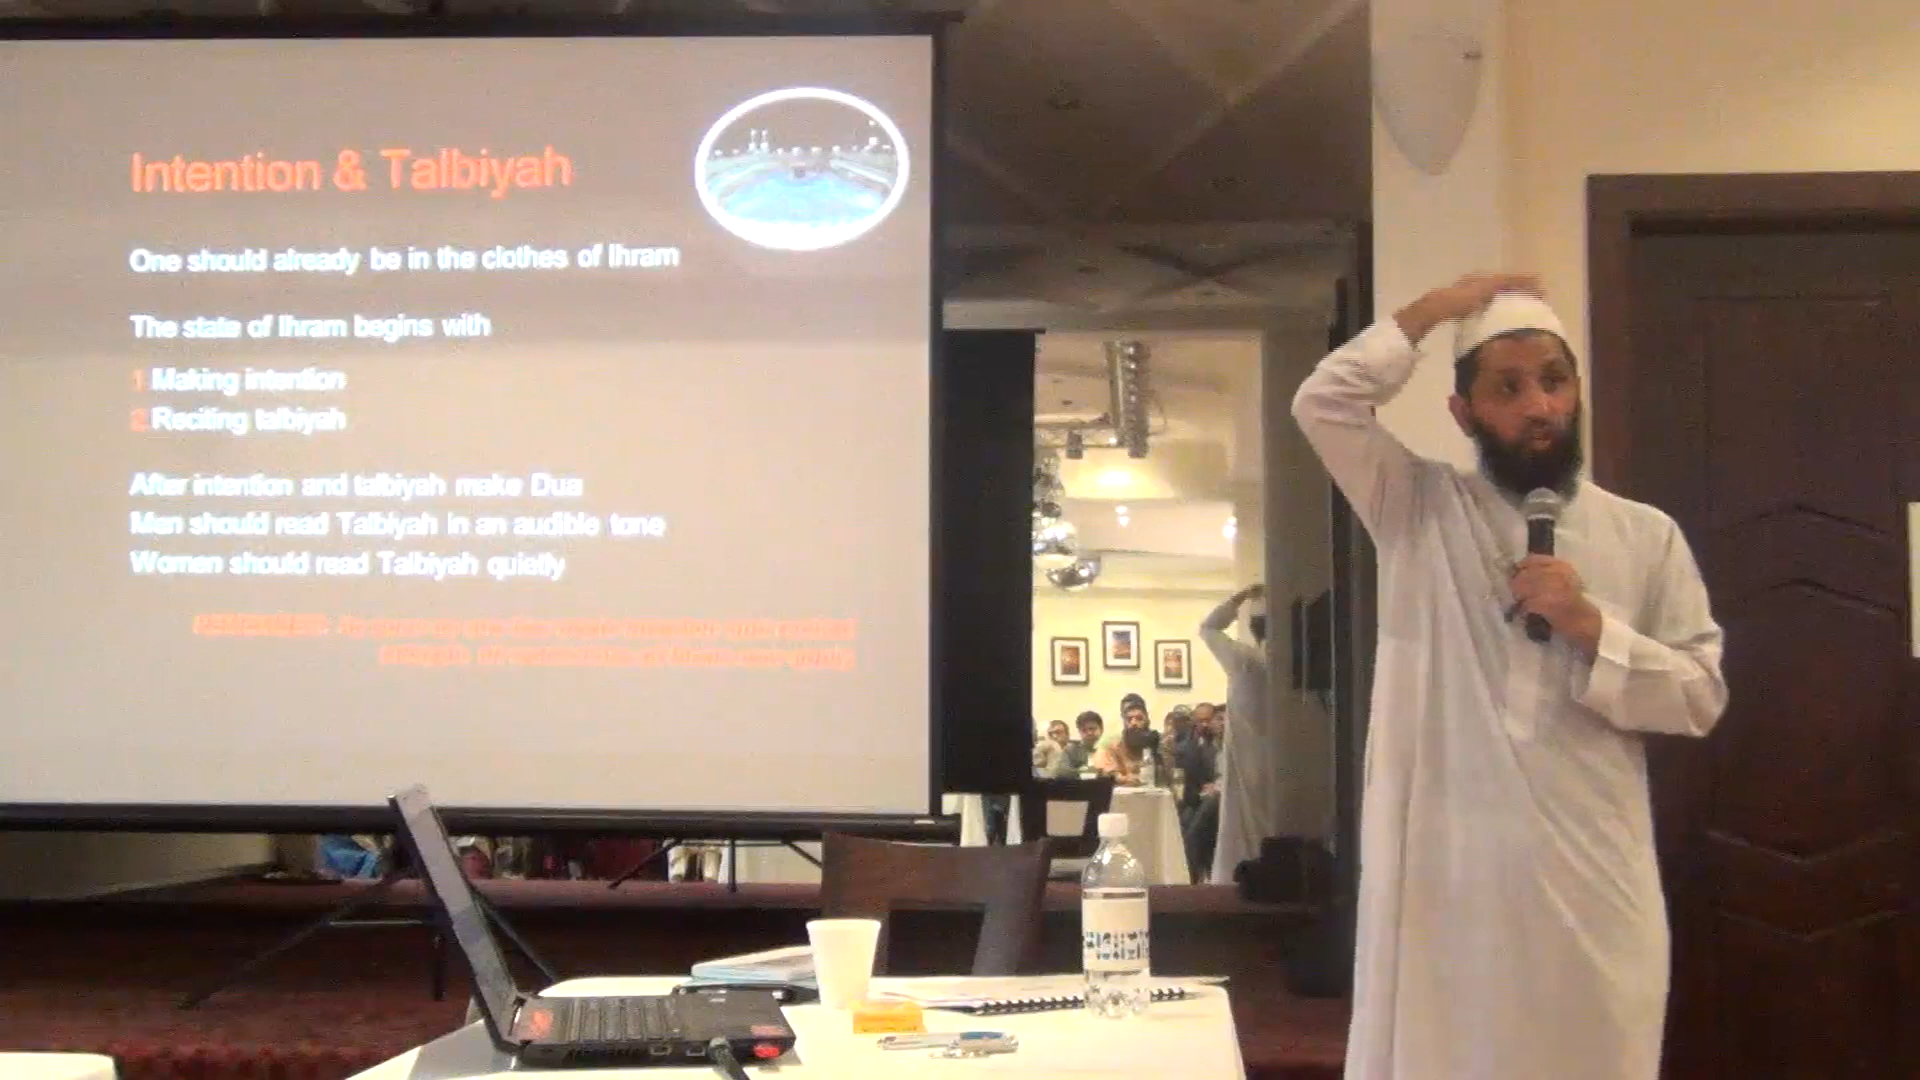 Intention & Talbiyah
One should already be in the clothes of Ihram
The state of Ihram begins with
1. Making intention
2. Reciting talbiyah
After intention and talbiyah make Dua
Men should read Talbiyah in an audible tone
Women should read Talbiyah quietly